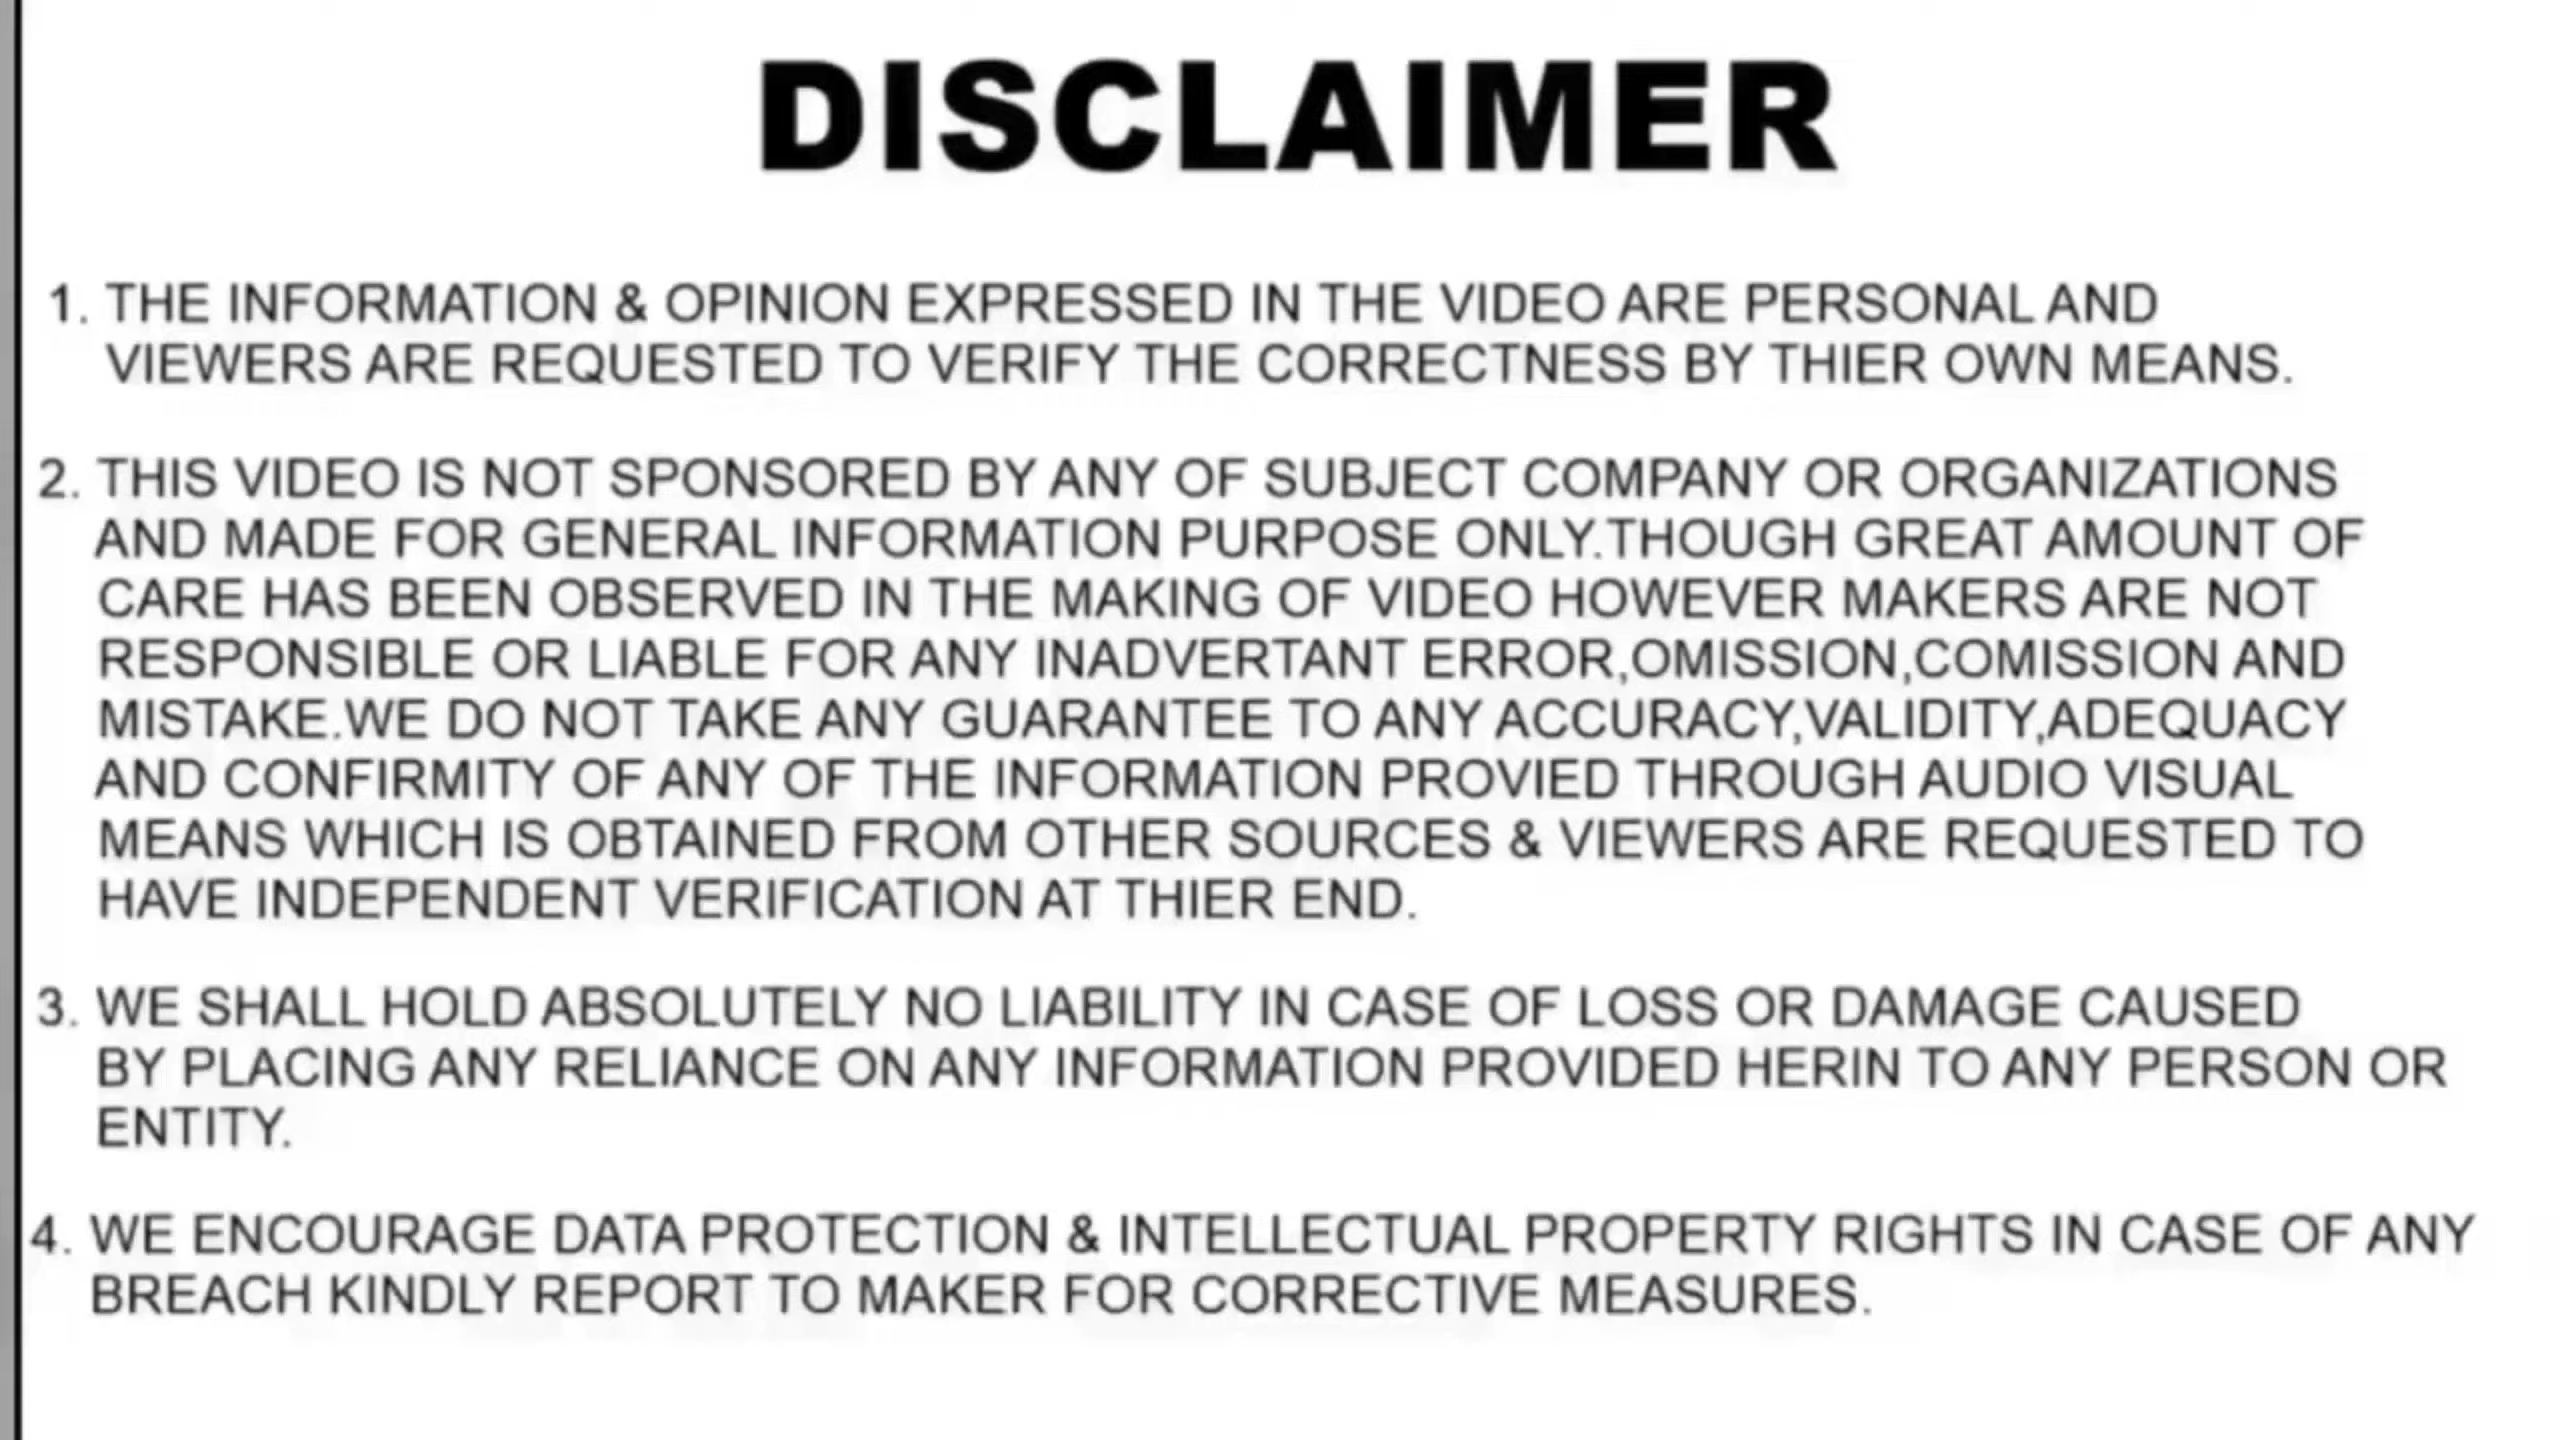 DISCLAIMER
1. THE INFORMATION & OPINION EXPRESSED IN THE VIDEO ARE PERSONAL AND
VIEWERS ARE REQUESTED TO VERIFY THE CORRECTNESS BY THIER OWN MEANS.
2. THIS VIDEO IS NOT SPONSORED BY ANY OF SUBJECT COMPANY OR ORGANIZATIONS
AND MADE FOR GENERAL INFORMATION PURPOSE ONLY.THOUGH GREAT AMOUNT OF
CARE HAS BEEN OBSERVED IN THE MAKING OF VIDEO HOWEVER MAKERS ARE NOT
RESPONSIBLE OR LIABLE FOR ANY INADVERTANT ERROR,OMISSION,COMISSION AND
MISTAKE.WE DO NOT TAKE ANY GUARANTEE TO ANY ACCURACY,VALIDITY,ADEQUACY
AND CONFIRMITY OF ANY OF THE INFORMATION PROVIED THROUGH AUDIO VISUAL
MEANS WHICH IS OBTAINED FROM OTHER SOURCES & VIEWERS ARE REQUESTED TO
HAVE INDEPENDENT VERIFICATION AT THIER END.
3. WE SHALL HOLD ABSOLUTELY NO LIABILITY IN CASE OF LOSS OR DAMAGE CAUSED
BY PLACING ANY RELIANCE ON ANY INFORMATION PROVIDED HERIN TO ANY PERSON OR
ENTITY.
4. WE ENCOURAGE DATA PROTECTION & INTELLECTUAL PROPERTY RIGHTS IN CASE OF ANY
BREACH KINDLY REPORT TO MAKER FOR CORRECTIVE MEASURES.